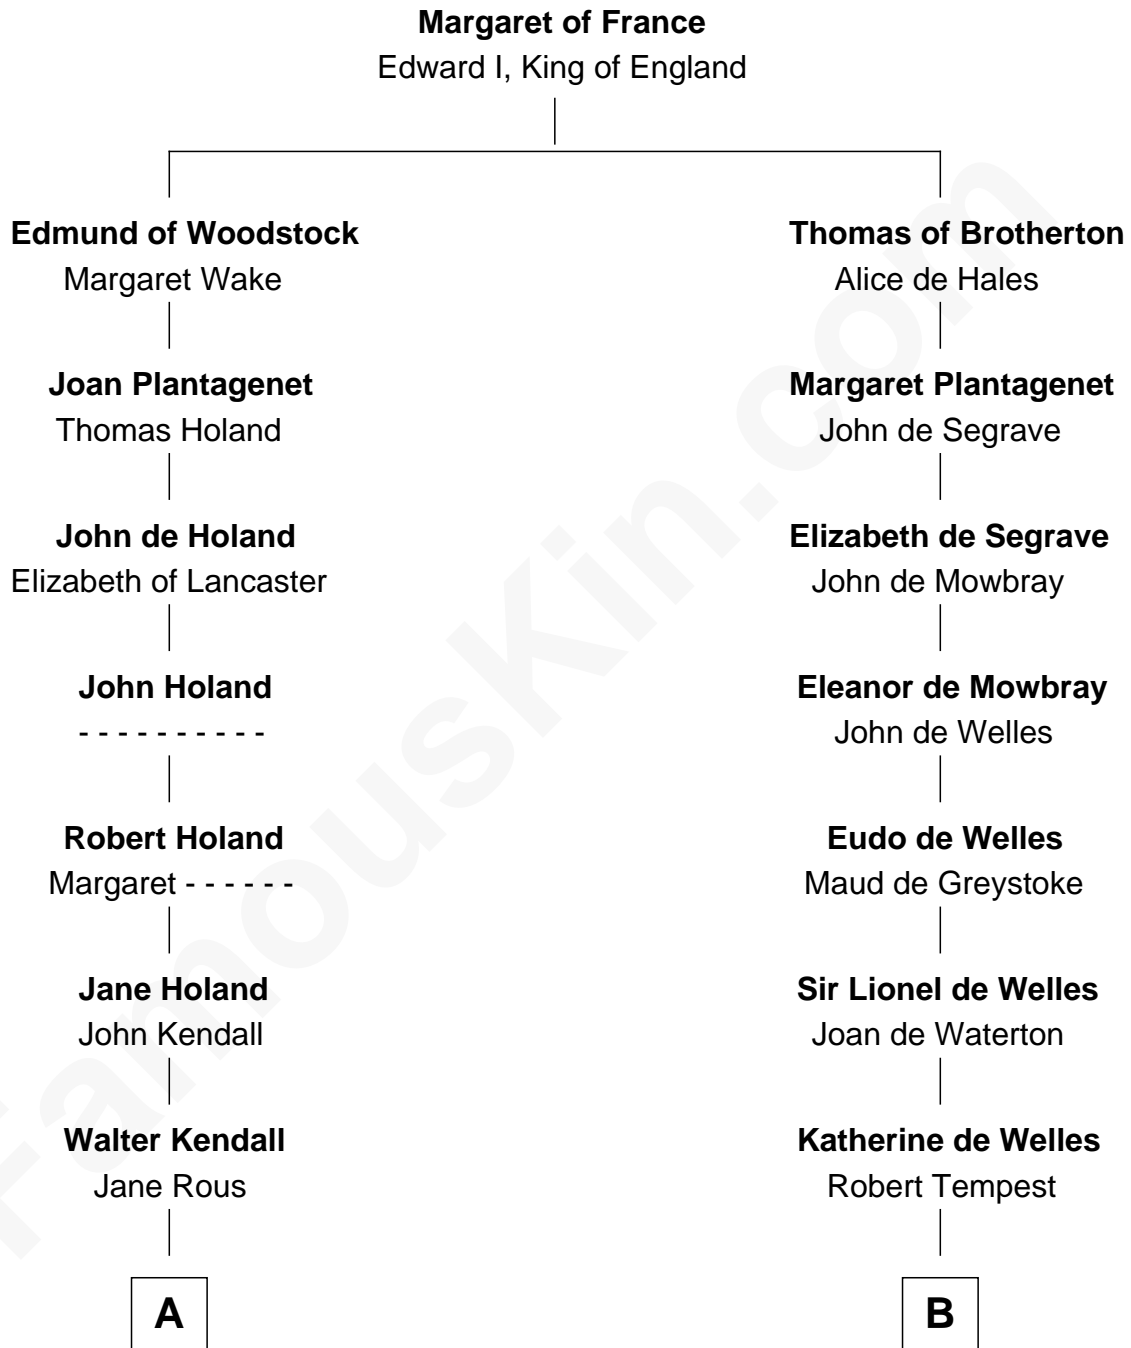 Margaret of France
Edward I, King of England
Edmund of Woodstock
Margaret Wake
Thomas of Brotherton
Alice de Hales
Joan Plantagenet
Thomas Holand
Margaret Plantagenet
John de Segrave
John de Holand
Elizabeth of Lancaster
Elizabeth de Segrave
John de Mowbray
John Holand
- - - - - - - - - -
Eleanor de Mowbray
John de Welles
Robert Holand
Margaret - - - - - -
Eudo de Welles
Maud de Greystoke
Jane Holand
John Kendall
Sir Lionel de Welles
Joan de Waterton
Walter Kendall
Jane Rous
Katherine de Welles
Robert Tempest
A
B
FamousKin.com